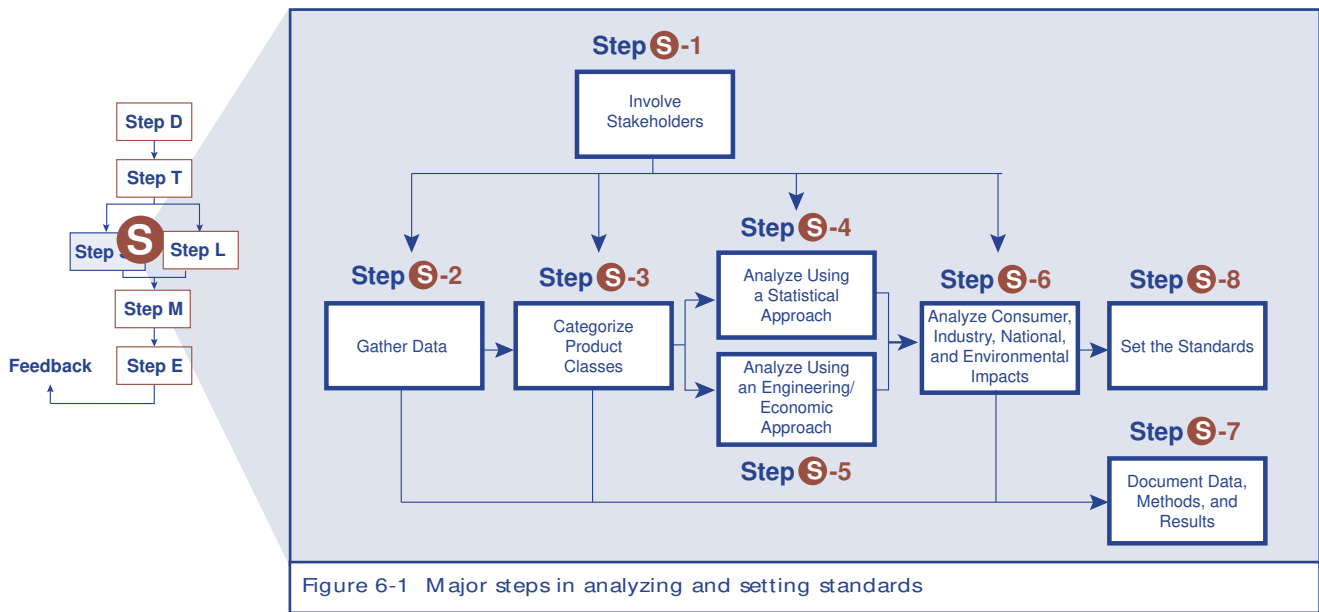 Step D
Step T
Step S
S
Step L
Step M
Step E
Feedback
Step S-1
Involve
Stakeholders
Step S-2
Gather Data
Step S-3
Categorize
Product
Classes
Step S-4
Analyze Using
a Statistical
Approach
Analyze Using
an Engineering/
Economic
Approach
Step S-5
Step S-6
Analyze Consumer,
Industry, National,
and Environmental
Impacts
Step S-8
Set the Standards
Step S-7
Document Data,
Methods, and
Results
Figure 6-1 Major steps in analyzing and setting standards